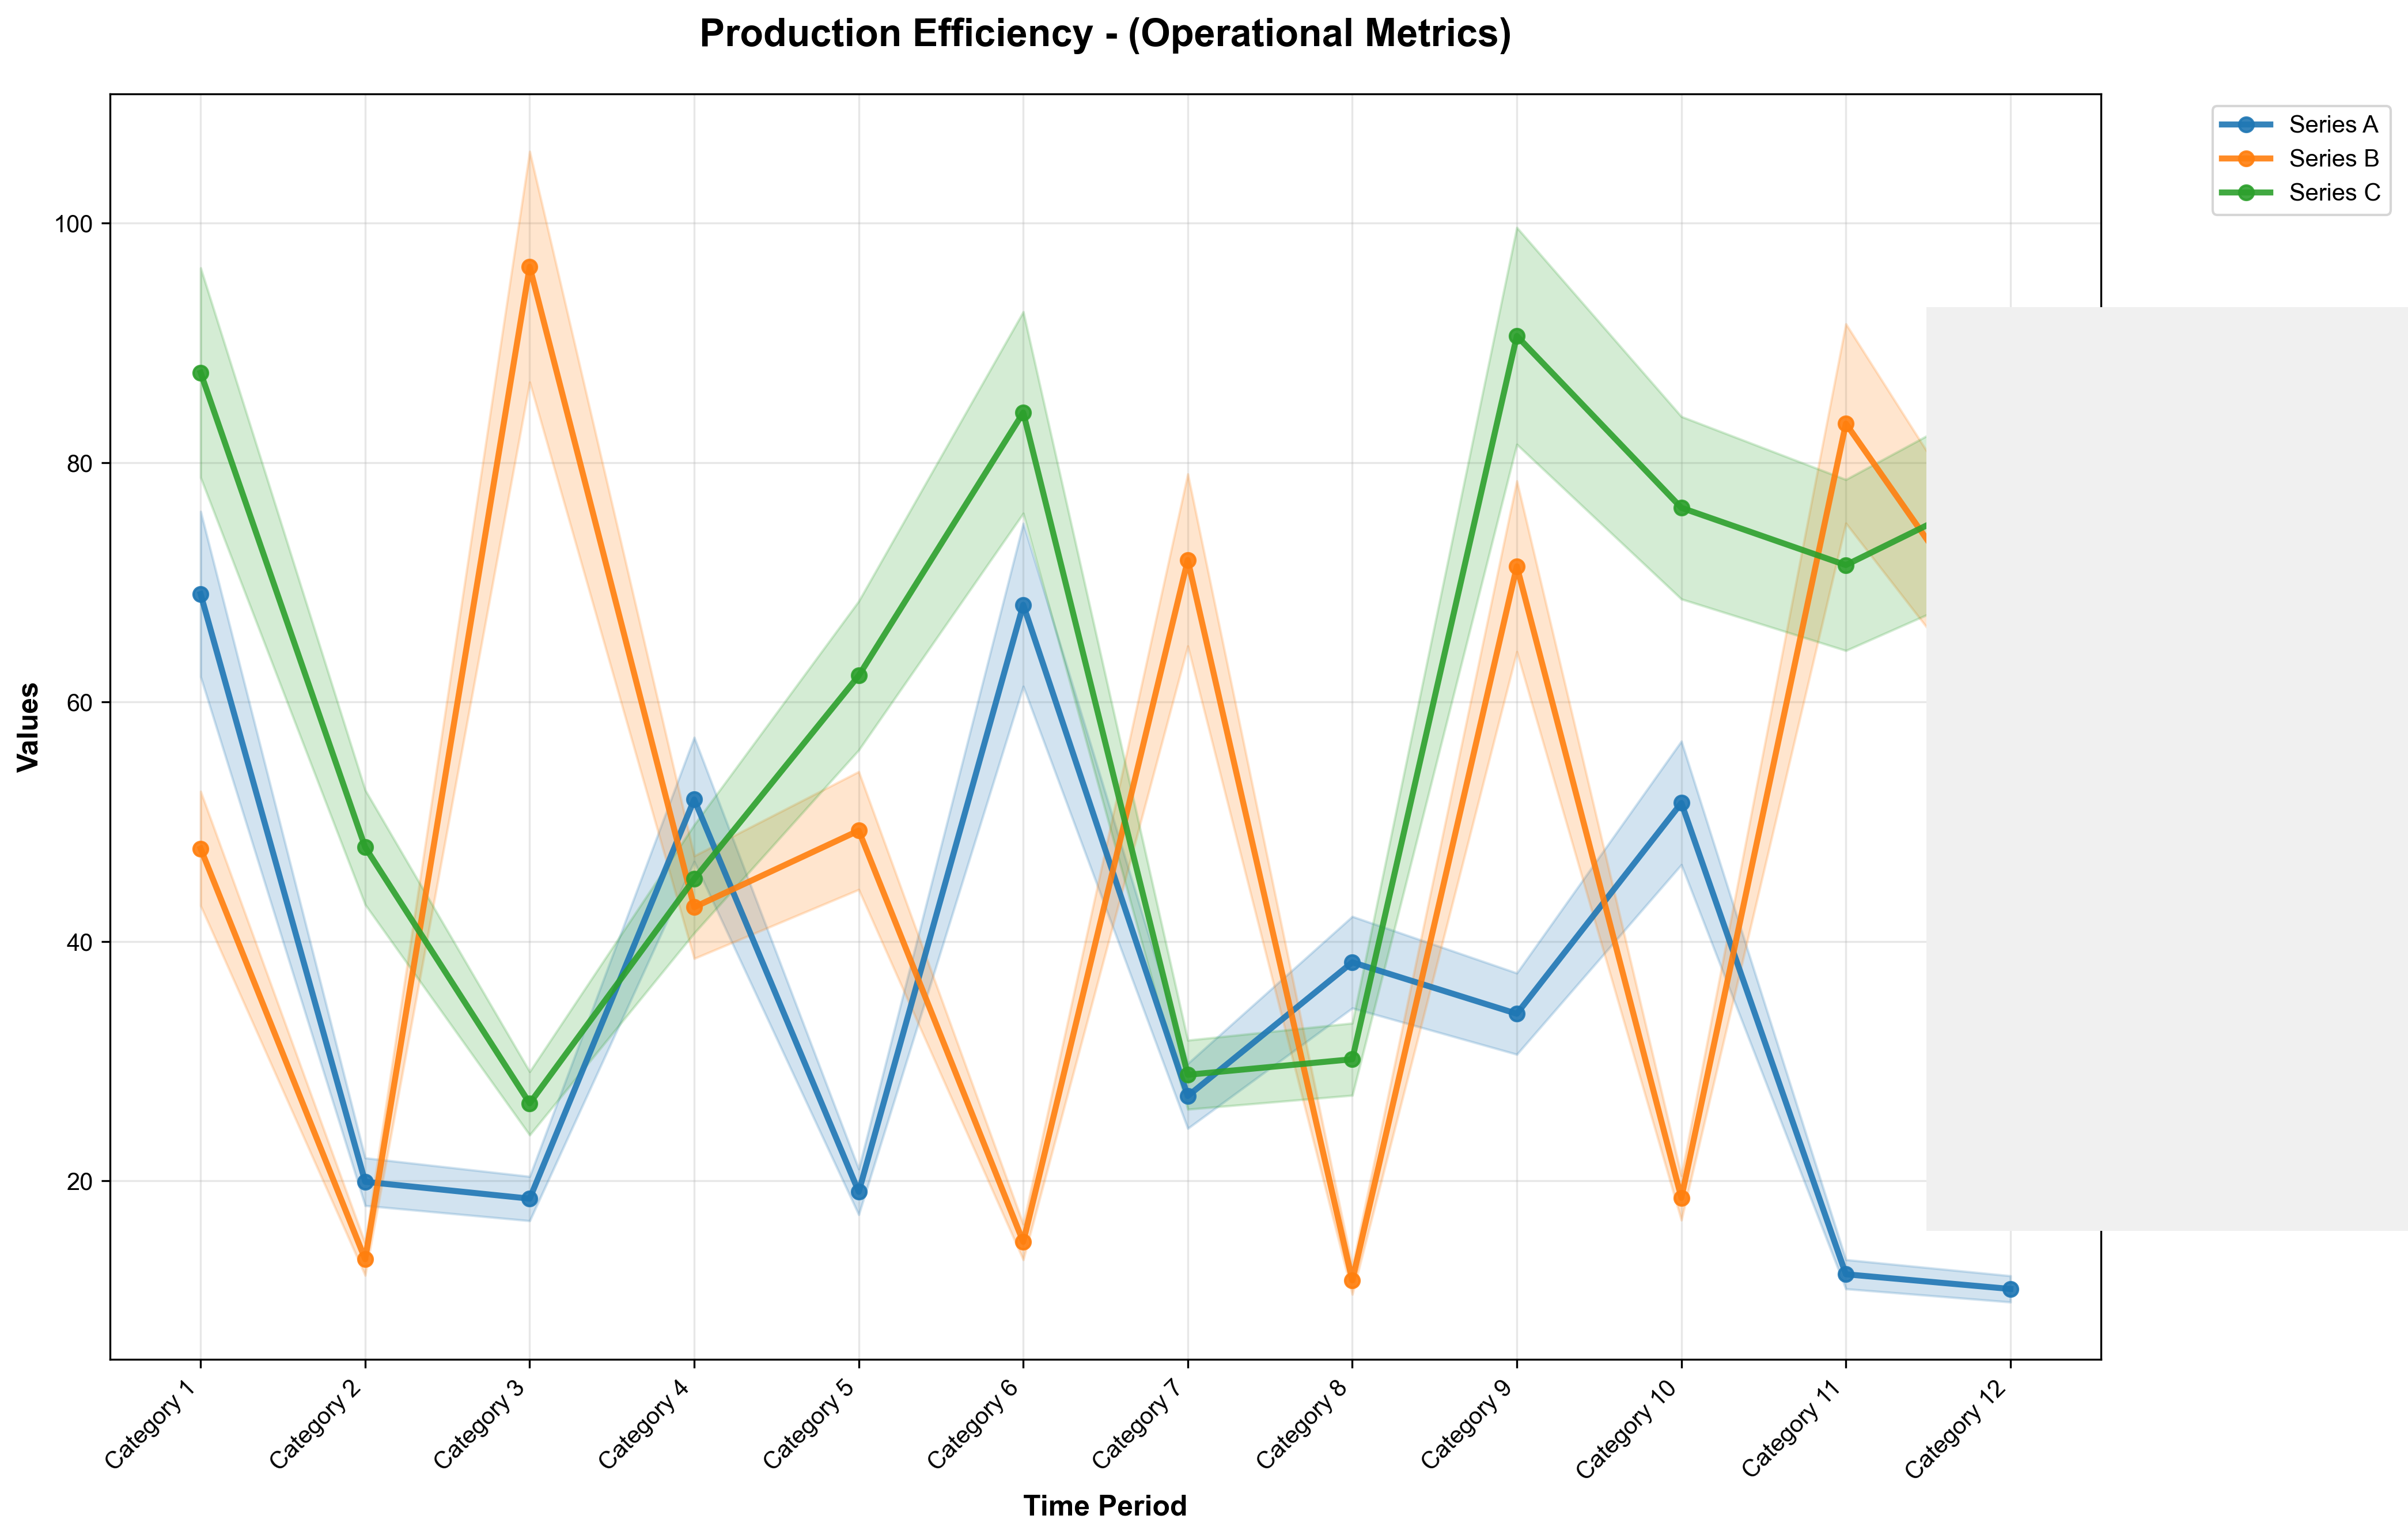 Production Efficiency - (Operational Metrics)
Series A
Series B
Series C
100
80
60
40
20
Values
Category 1
Category 2
Category 3
Category 4
Category 5
Category 6
Category 7
Category 8
Category 9
Category 10
Category 11
Category 12
Time Period